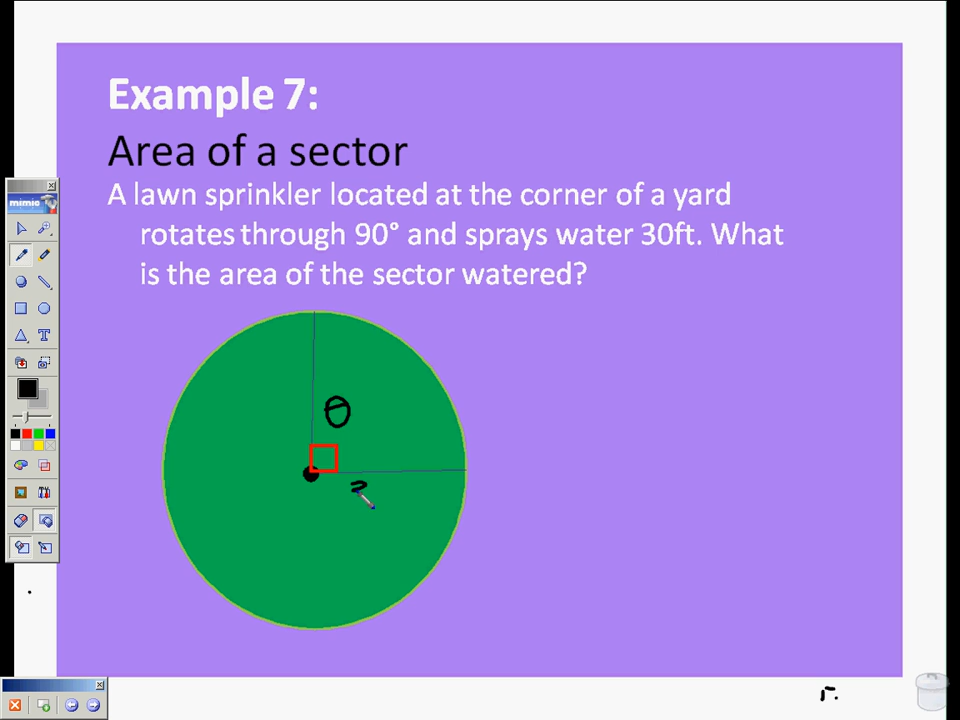 Example 7:
Area of a sector
A lawn sprinkler located at the corner of a yard
rotates through 90° and sprays water 30ft. What
is the area of the sector watered?
mimio
T
θ
r.